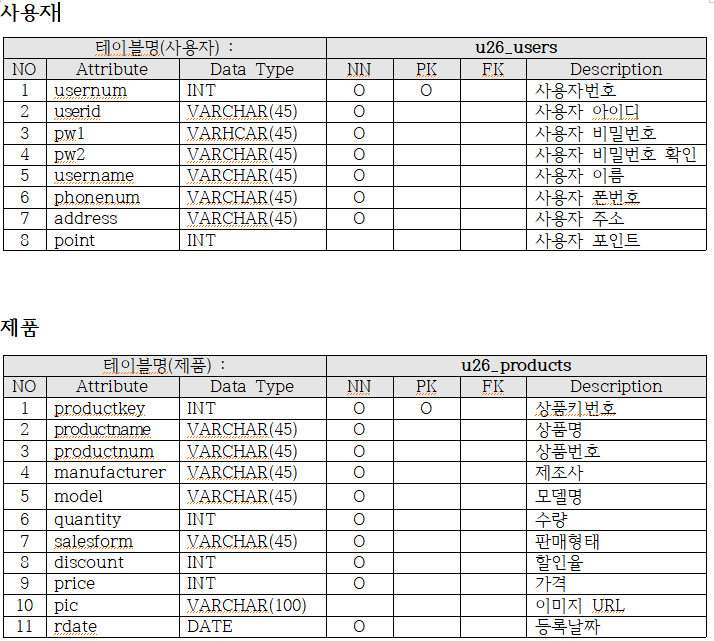 사용자
테이블명(사용자) : u26_users
NO Attribute Data Type NN PK FK Description
1 usernum INT O O 사용자번호
2 userid VARCHAR(45) O 사용자 아이디
3 pw1 VARHCAR(45) O 사용자 비밀번호
4 pw2 VARCHAR(45) O 사용자 비밀번호 확인
5 username VARCHAR(45) O 사용자 이름
6 phonenum VARCHAR(45) O 사용자 폰번호
7 address VARCHAR(45) O 사용자 주소
8 point INT 사용자 포인트
제품
테이블명(제품) : u26_products
NO Attribute Data Type NN PK FK Description
1 productkey INT O O 상품키번호
2 productname VARCHAR(45) O 상품명
3 productnum VARCHAR(45) O 상품번호
4 manufacturer VARCHAR(45) O 제조사
5 model VARCHAR(45) O 모델명
6 quantity INT O 수량
7 salesform VARCHAR(45) O 판매형태
8 discount INT O 할인율
9 price INT O 가격
10 pic VARCHAR(100) 이미지 URL
11 rdate DATE O 등록날짜